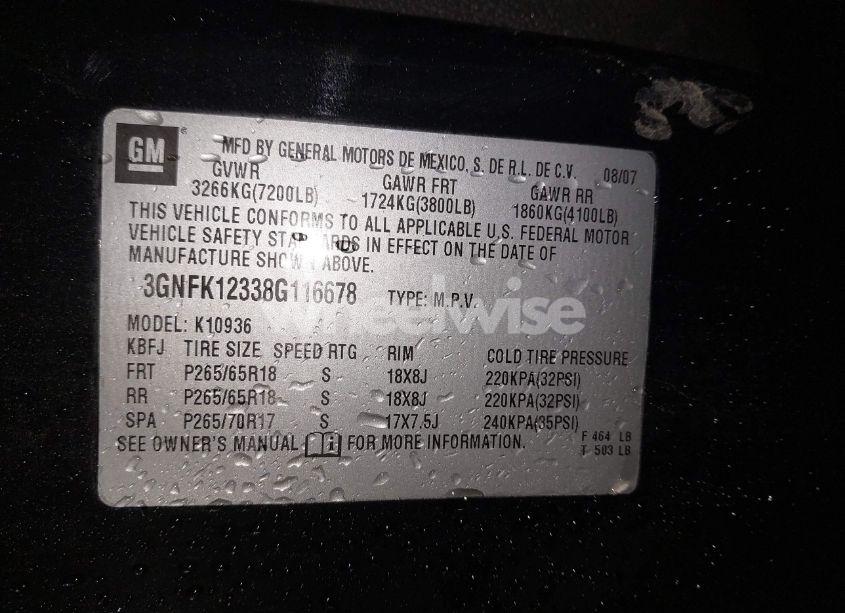 GM
MFD BY GENERAL MOTORS DE MEXICO, S. DE R.L. DE C.V. 08/07
GVWR GAWR FRT GAWR RR
3266KG(7200LB) 1724KG(3800LB) 1860KG(4100LB)
THIS VEHICLE CONFORMS TO ALL APPLICABLE U.S. FEDERAL MOTOR
VEHICLE SAFETY STANDARDS IN EFFECT ON THE DATE OF
MANUFACTURE SHOWN ABOVE.
3GNFK12338G116678 TYPE: M.P.V.
wheelwise
MODEL: K10936
KBFJ TIRE SIZE SPEED RTG RIM COLD TIRE PRESSURE
FRT P265/65R18 S 18X8J 220KPA(32PSI)
RR P265/65R18 S 18X8J 220KPA(32PSI)
SPA P265/70R17 S 17X7.5J 240KPA(35PSI)
SEE OWNER'S MANUAL FOR MORE INFORMATION.
F 464 LB
T 503 LB